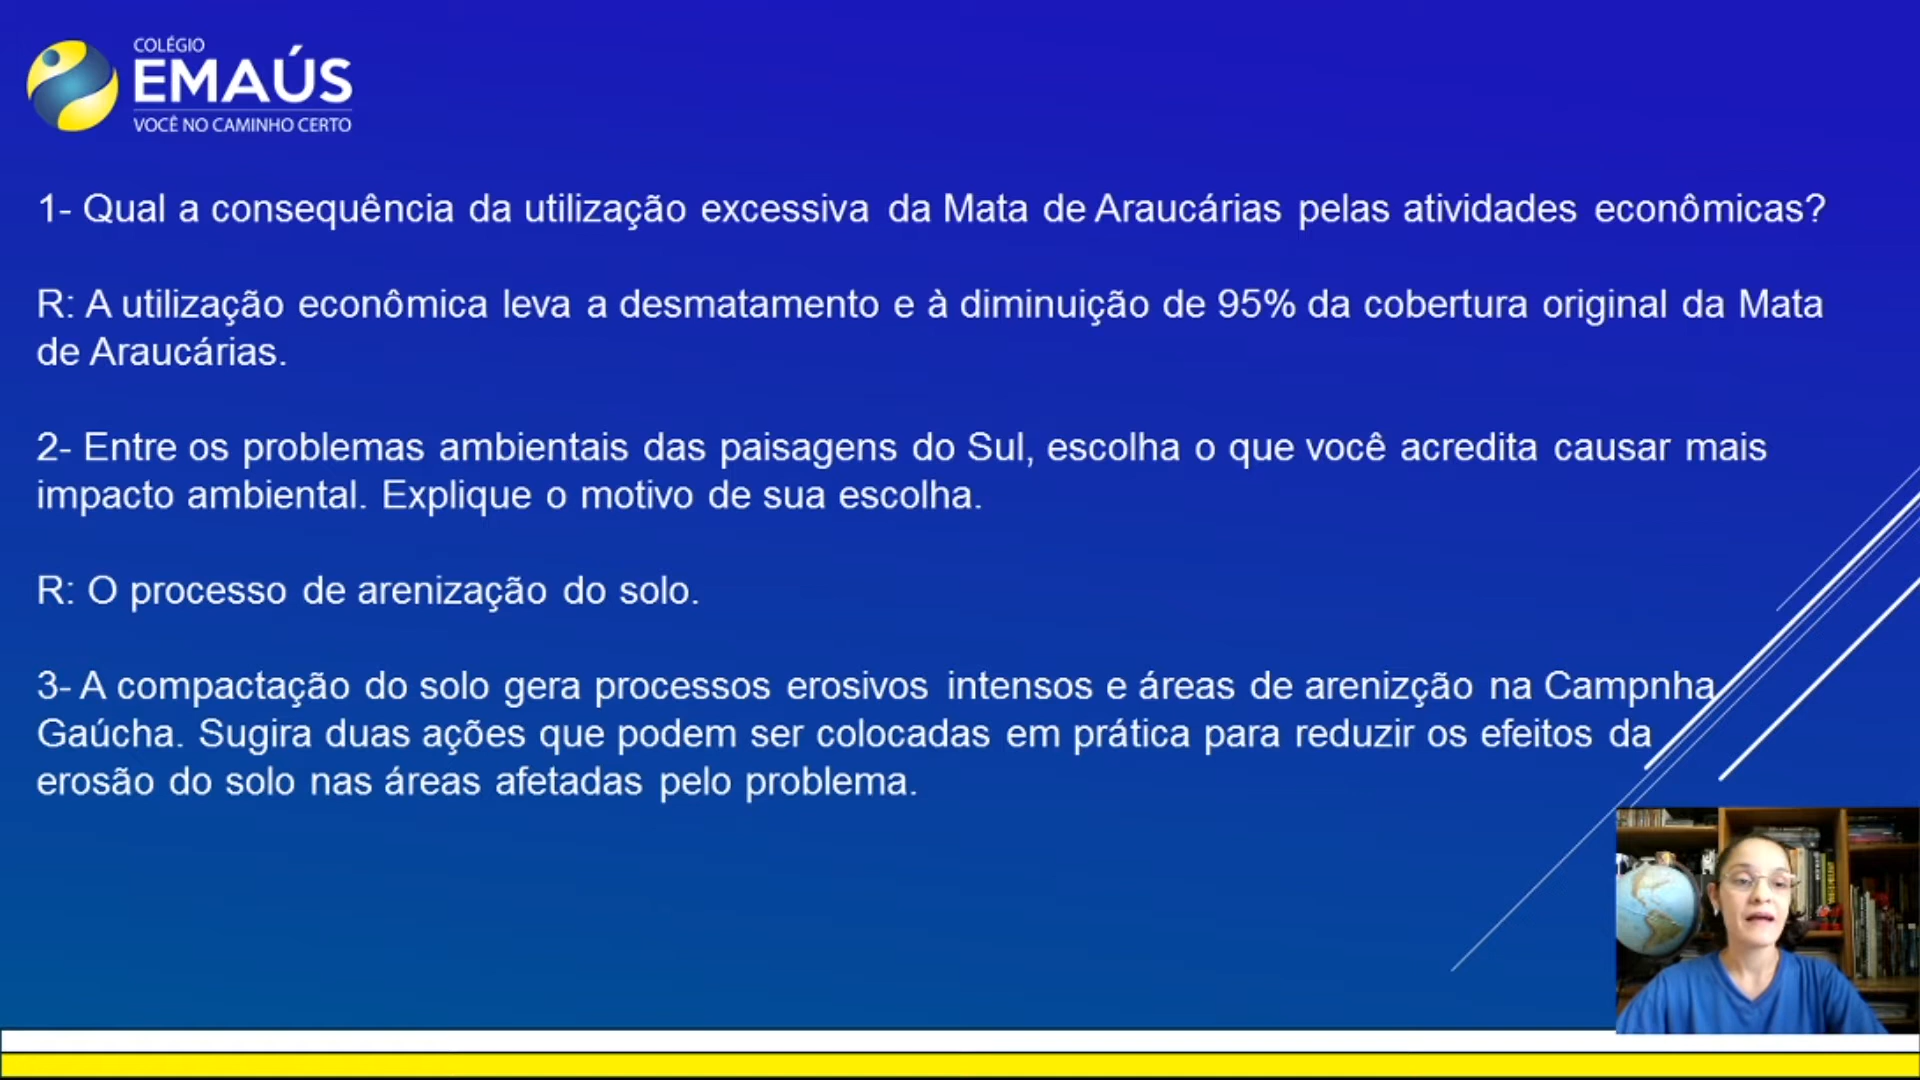 COLÉGIO
EMAÚS
VOCÊ NO CAMINHO CERTO
1- Qual a consequência da utilização excessiva da Mata de Araucárias pelas atividades econômicas?
R: A utilização econômica leva a desmatamento e à diminuição de 95% da cobertura original da Mata
de Araucárias.
2- Entre os problemas ambientais das paisagens do Sul, escolha o que você acredita causar mais
impacto ambiental. Explique o motivo de sua escolha.
R: O processo de arenização do solo.
3- A compactação do solo gera processos erosivos intensos e áreas de arenizção na Campnha
Gaúcha. Sugira duas ações que podem ser colocadas em prática para reduzir os efeitos da
erosão do solo nas áreas afetadas pelo problema.